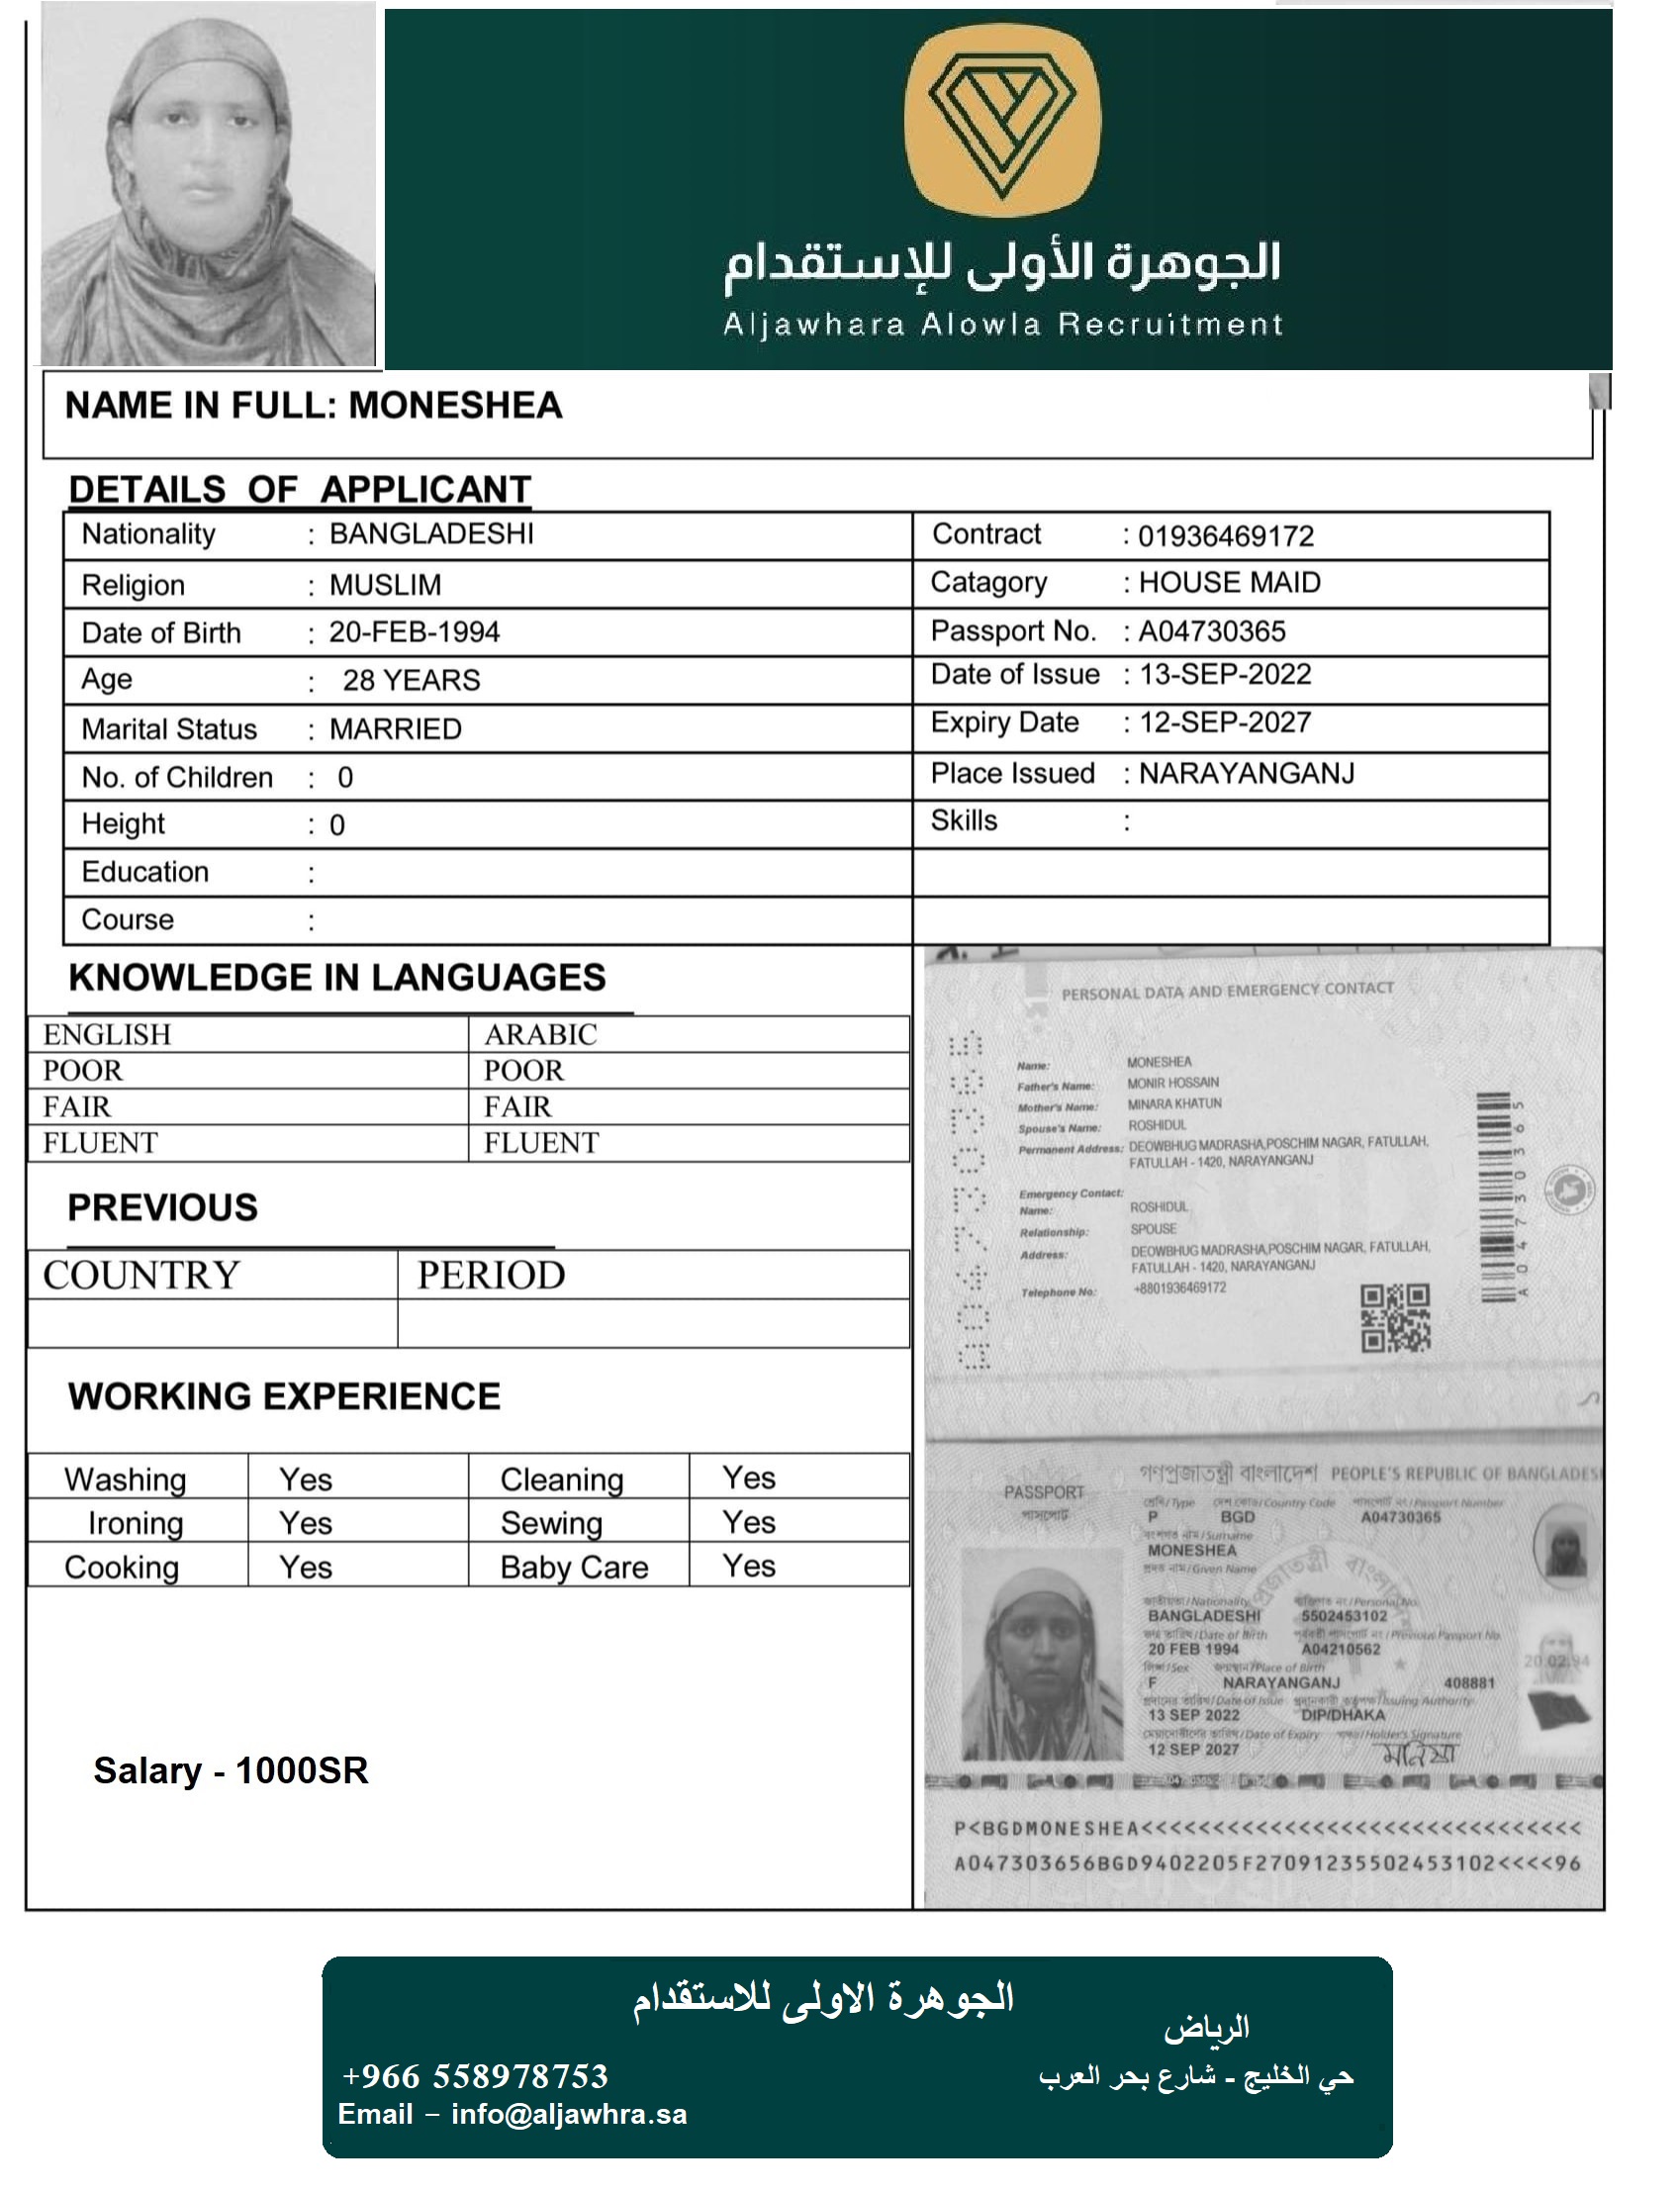 الجوهرة الأولى للإستقدام
Aljawhara Alowla Recruitment
NAME IN FULL: MONESHEA
DETAILS OF APPLICANT
Nationality : BANGLADESHI
Contract : 01936469172
Religion : MUSLIM
Catagory : HOUSE MAID
Date of Birth : 20-FEB-1994
Passport No. : A04730365
Age : 28 YEARS
Date of Issue : 13-SEP-2022
Marital Status : MARRIED
Expiry Date : 12-SEP-2027
No. of Children : 0
Place Issued : NARAYANGANJ
Height : 0
Skills :
Education :
Course :
KNOWLEDGE IN LANGUAGES
ENGLISH ARABIC
POOR POOR
FAIR FAIR
FLUENT FLUENT
PREVIOUS
COUNTRY PERIOD
WORKING EXPERIENCE
Washing Yes Cleaning Yes
Ironing Yes Sewing Yes
Cooking Yes Baby Care Yes
Salary - 1000SR
PERSONAL DATA AND EMERGENCY CONTACT
Name: MONESHEA
Father's Name: MONIR HOSSAIN
Mother's Name: MINARA KHATUN
Spouse's Name: ROSHIDUL
Permanent Address: DEOWBHUG MADRASHA,POSCHIM NAGAR, FATULLAH,
FATULLAH - 1420, NARAYANGANJ
Emergency Contact:
Name: ROSHIDUL
Relationship: SPOUSE
Address: DEOWBHUG MADRASHA,POSCHIM NAGAR, FATULLAH,
FATULLAH - 1420, NARAYANGANJ
Telephone No: +8801936469172
A04730365
গণপ্রজাতন্ত্রী বাংলাদেশ PEOPLE'S REPUBLIC OF BANGLADES
PASSPORT
পাসপোর্ট
শ্রেণি/Type দেশ কোড/Country Code পাসপোর্ট নং/Passport Number
P BGD A04730365
বংশগত নাম/Surname
MONESHEA
প্রদত্ত নাম/Given Name
জাতীয়তা/Nationality ব্যক্তিগত নং/Personal No.
BANGLADESHI 5502453102
জন্ম তারিখ/Date of Birth পূর্ববর্তী পাসপোর্ট নং/Previous Passport No.
20 FEB 1994 A04210562
লিঙ্গ/Sex জন্মস্থান/Place of Birth
F NARAYANGANJ 408881
প্রদানের তারিখ/Date of Issue প্রদানকারী কর্তৃপক্ষ/Issuing Authority
13 SEP 2022 DIP/DHAKA
মেয়াদোত্তীর্ণের তারিখ/Date of Expiry স্বাক্ষর/Holder's Signature
12 SEP 2027 মনিষা
20.02.94
P<BGDMONESHEA<<<<<<<<<<<<<<<<<<<<<<<<<<<<<<<
A047303656BGD9402205F27091235502453102<<<<96
الجوهرة الاولى للاستقدام
الرياض
حي الخليج - شارع بحر العرب
+966 558978753
Email – info@aljawhra.sa